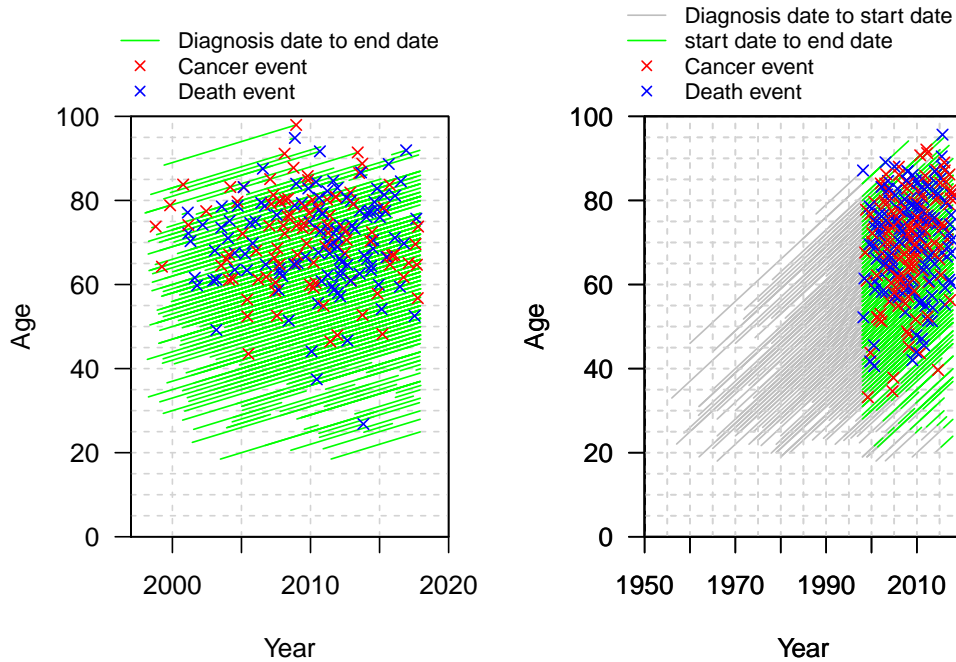 Diagnosis date to end date
Cancer event
Death event
100
80
60
40
20
0
Age
2000
2010
2020
Year
Diagnosis date to start date
start date to end date
Cancer event
Death event
100
80
60
40
20
0
Age
1950
1970
1990
2010
Year